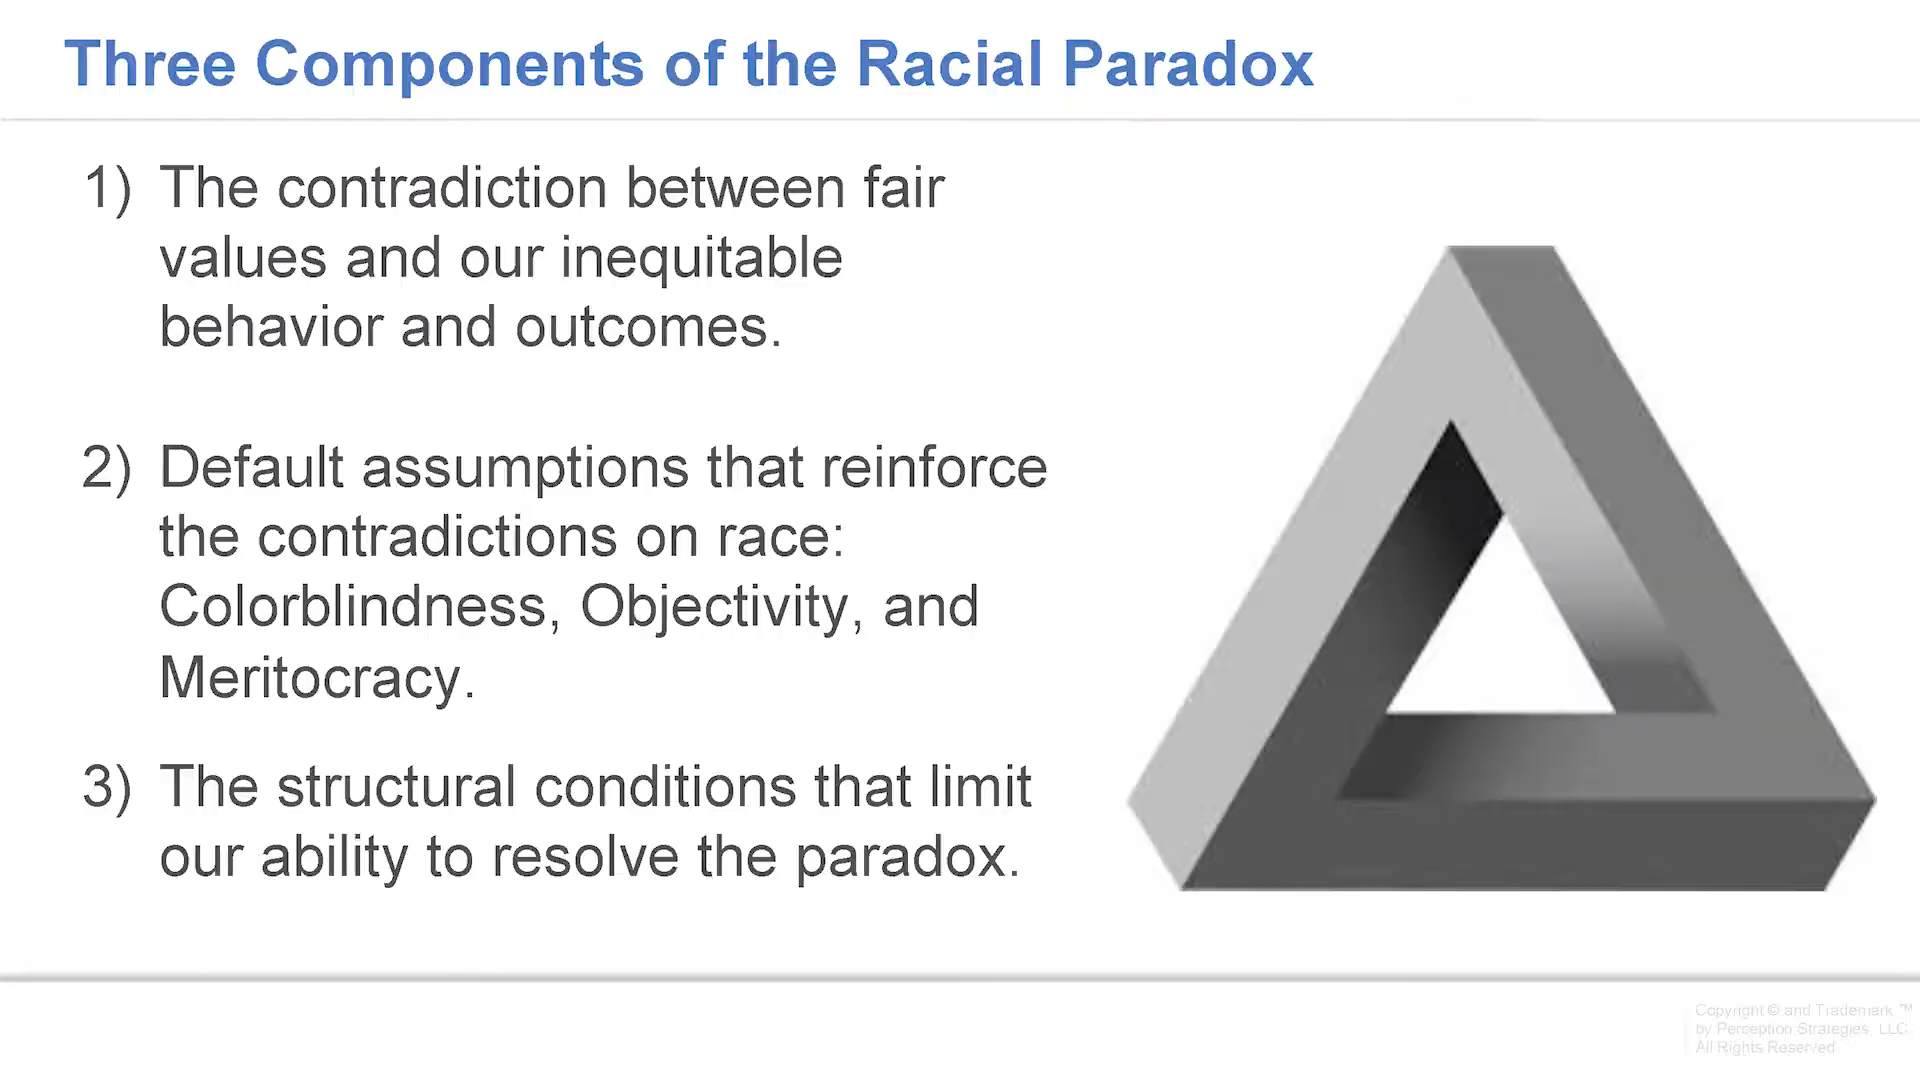 Three Components of the Racial Paradox
1) The contradiction between fair
values and our inequitable
behavior and outcomes.
2) Default assumptions that reinforce
the contradictions on race:
Colorblindness, Objectivity, and
Meritocracy.
3) The structural conditions that limit
our ability to resolve the paradox.
Copyright © and Trademark ™
by Perception Strategies, LLC.
All Rights Reserved